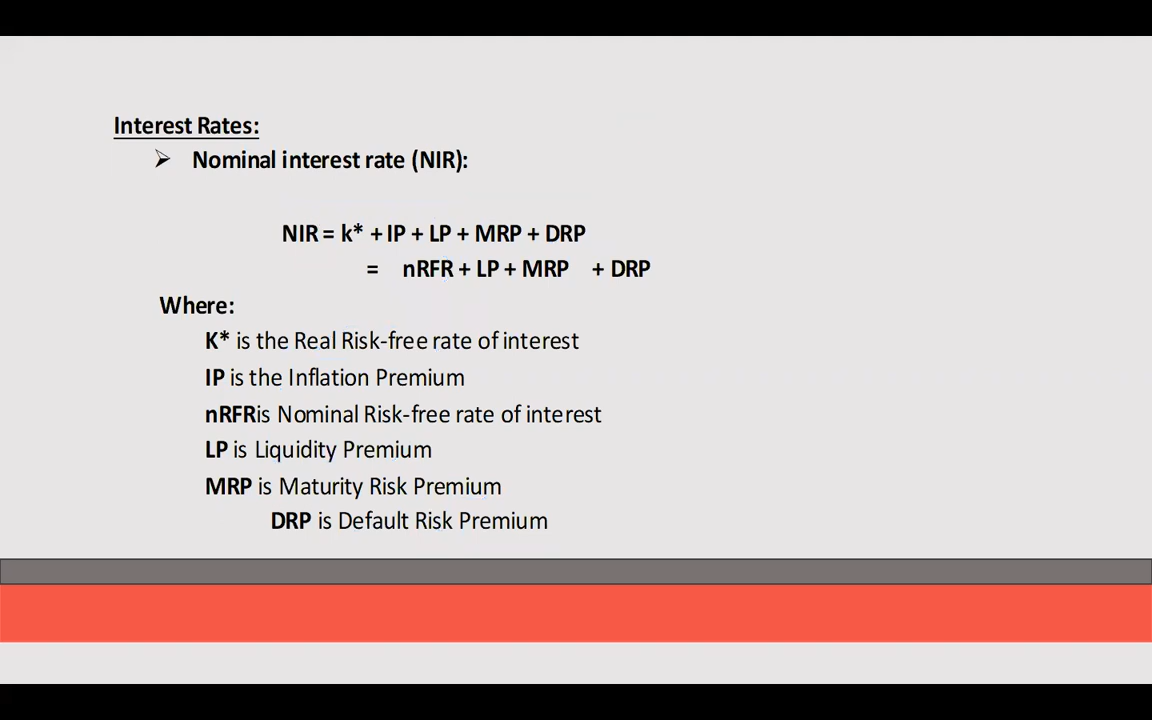 Interest Rates:
➢ Nominal interest rate (NIR):
NIR = k* + IP + LP + MRP + DRP
= nRFR + LP + MRP + DRP
Where:
K* is the Real Risk-free rate of interest
IP is the Inflation Premium
nRFRis Nominal Risk-free rate of interest
LP is Liquidity Premium
MRP is Maturity Risk Premium
DRP is Default Risk Premium